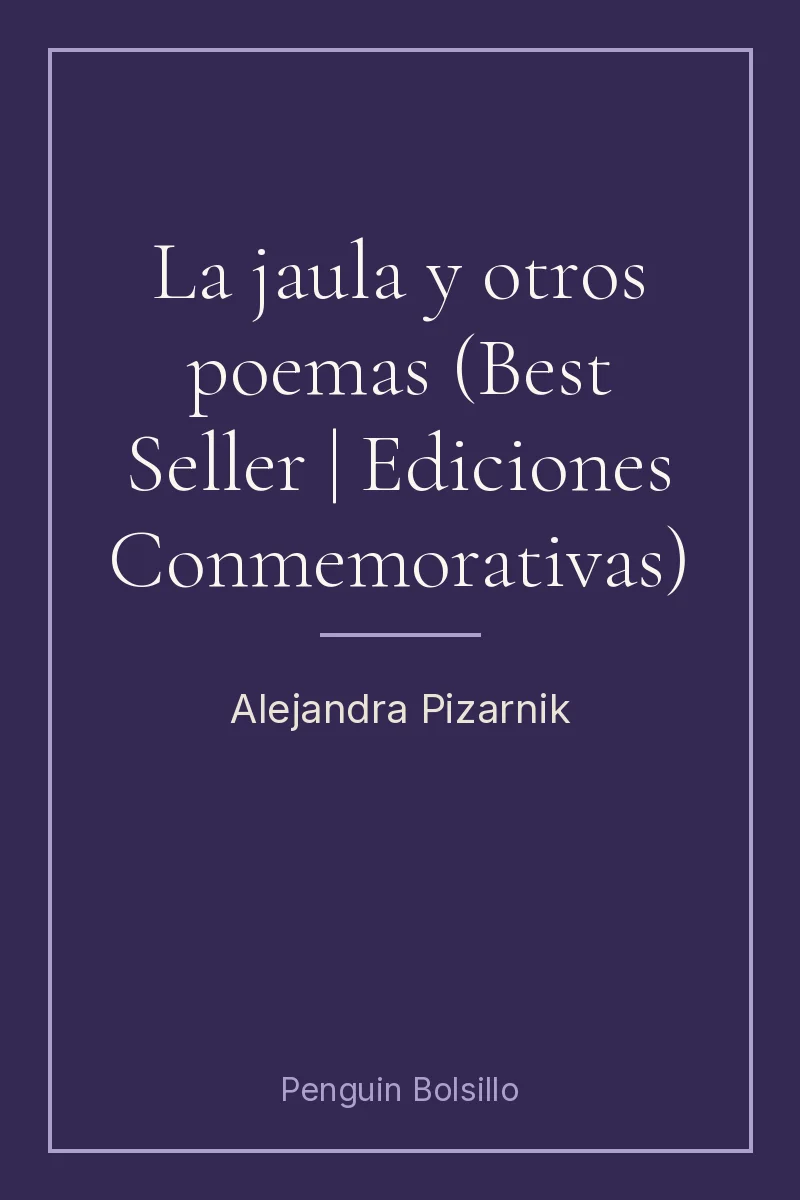 La jaula y otros
poemas (Best
Seller | Ediciones
Conmemorativas)
Alejandra Pizarnik
Penguin Bolsillo